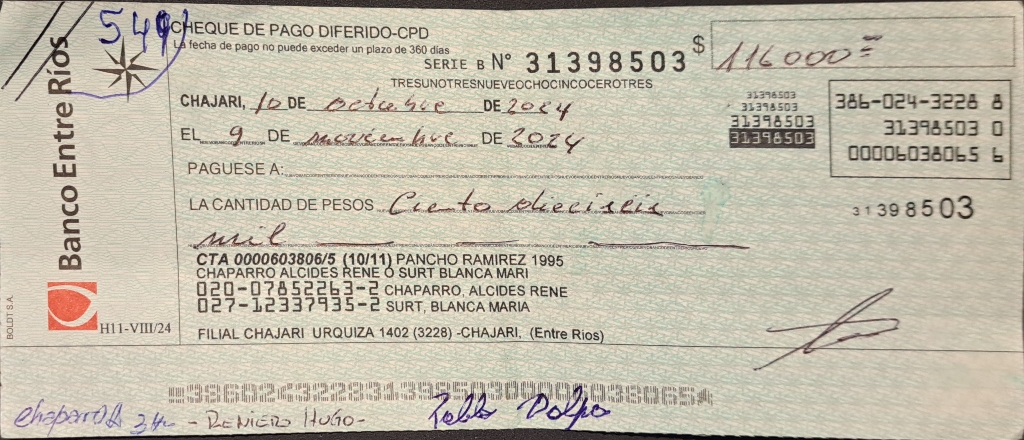 549
CHEQUE DE PAGO DIFERIDO-CPD
La fecha de pago no puede exceder un plazo de 360 días
SERIE B N° 31398503
$ 116000=
TRESUNOTRESNUEVEOCHOCINCOCEROTRES
CHAJARI, 10 DE octubre DE 2024
31398503
31398503
31398503
31398503
386-024-3228 8
31398503 0
00006038065 6
EL 9 DE noviembre DE 2024
PAGUESE A:
LA CANTIDAD DE PESOS Ciento dieciseis
31398503
mil
CTA 0000603806/5 (10/11) PANCHO RAMIREZ 1995
CHAPARRO ALCIDES RENE O SURT BLANCA MARI
020-07852263-2 CHAPARRO, ALCIDES RENE
027-12337935-2 SURT, BLANCA MARIA
FILIAL CHAJARI URQUIZA 1402 (3228) -CHAJARI, (Entre Rios)
Banco Entre Ríos
BOLDT S.A.
H11-VIII/24
chaparro - RENIERO HUGO- Pablo Dolpo